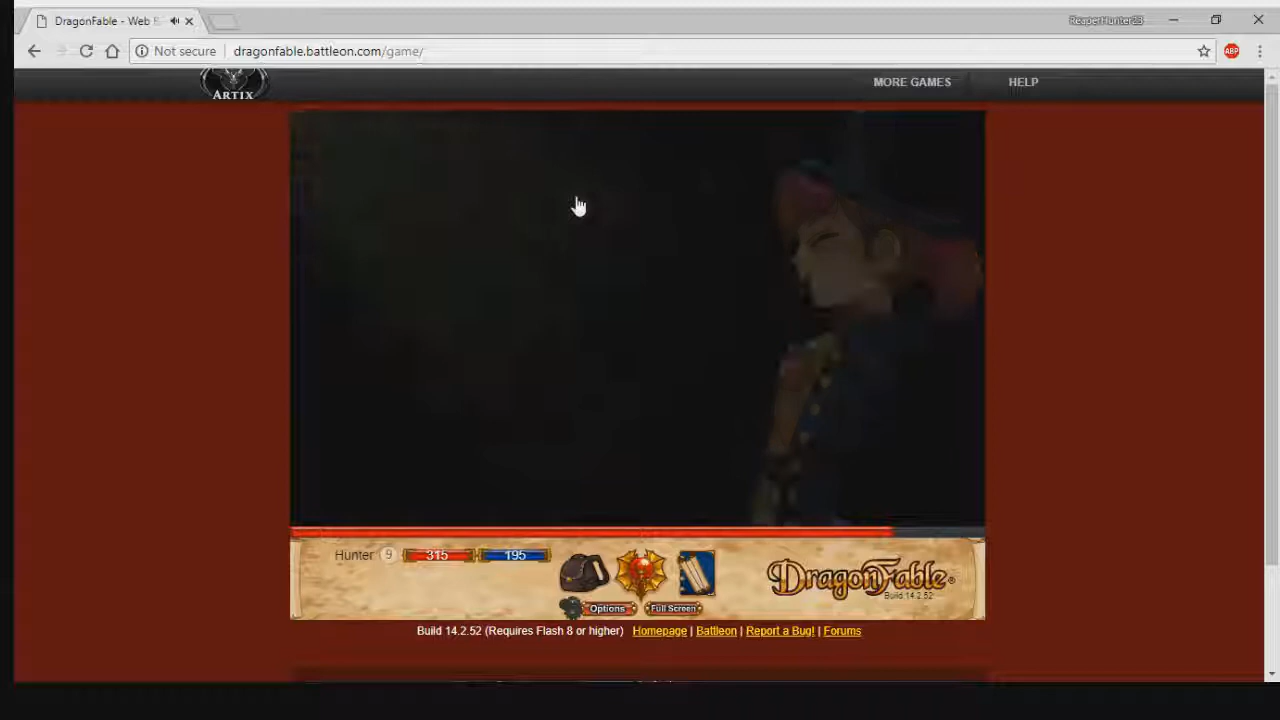 DragonFable - Web
ReaperHunter23
Not secure
dragonfable.battleon.com/game/
ABP
ARTIX
MORE GAMES
HELP
Hunter 9 315 195
DragonFable
Build 14.2.52
Options
Full Screen
Build 14.2.52 (Requires Flash 8 or higher) Homepage | Battleon | Report a Bug! | Forums